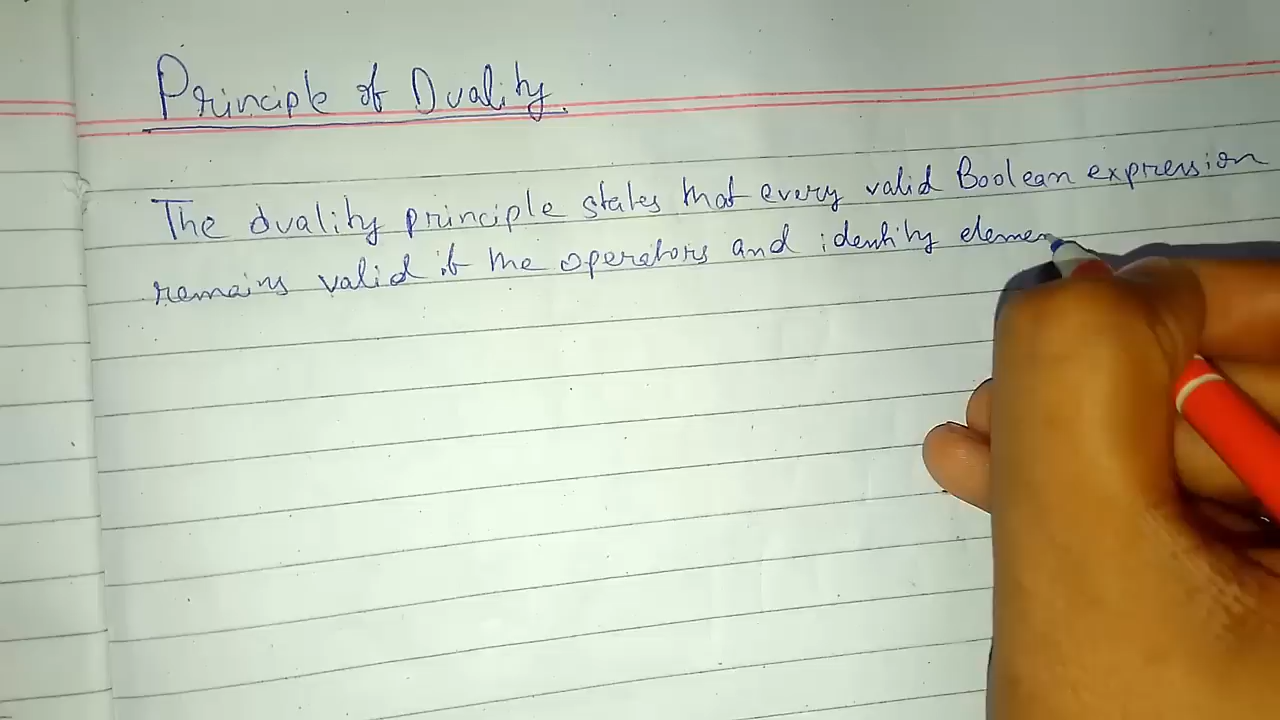 Principle of Duality.
The duality principle states that every valid Boolean expression
remains valid if the operators and identity elemen